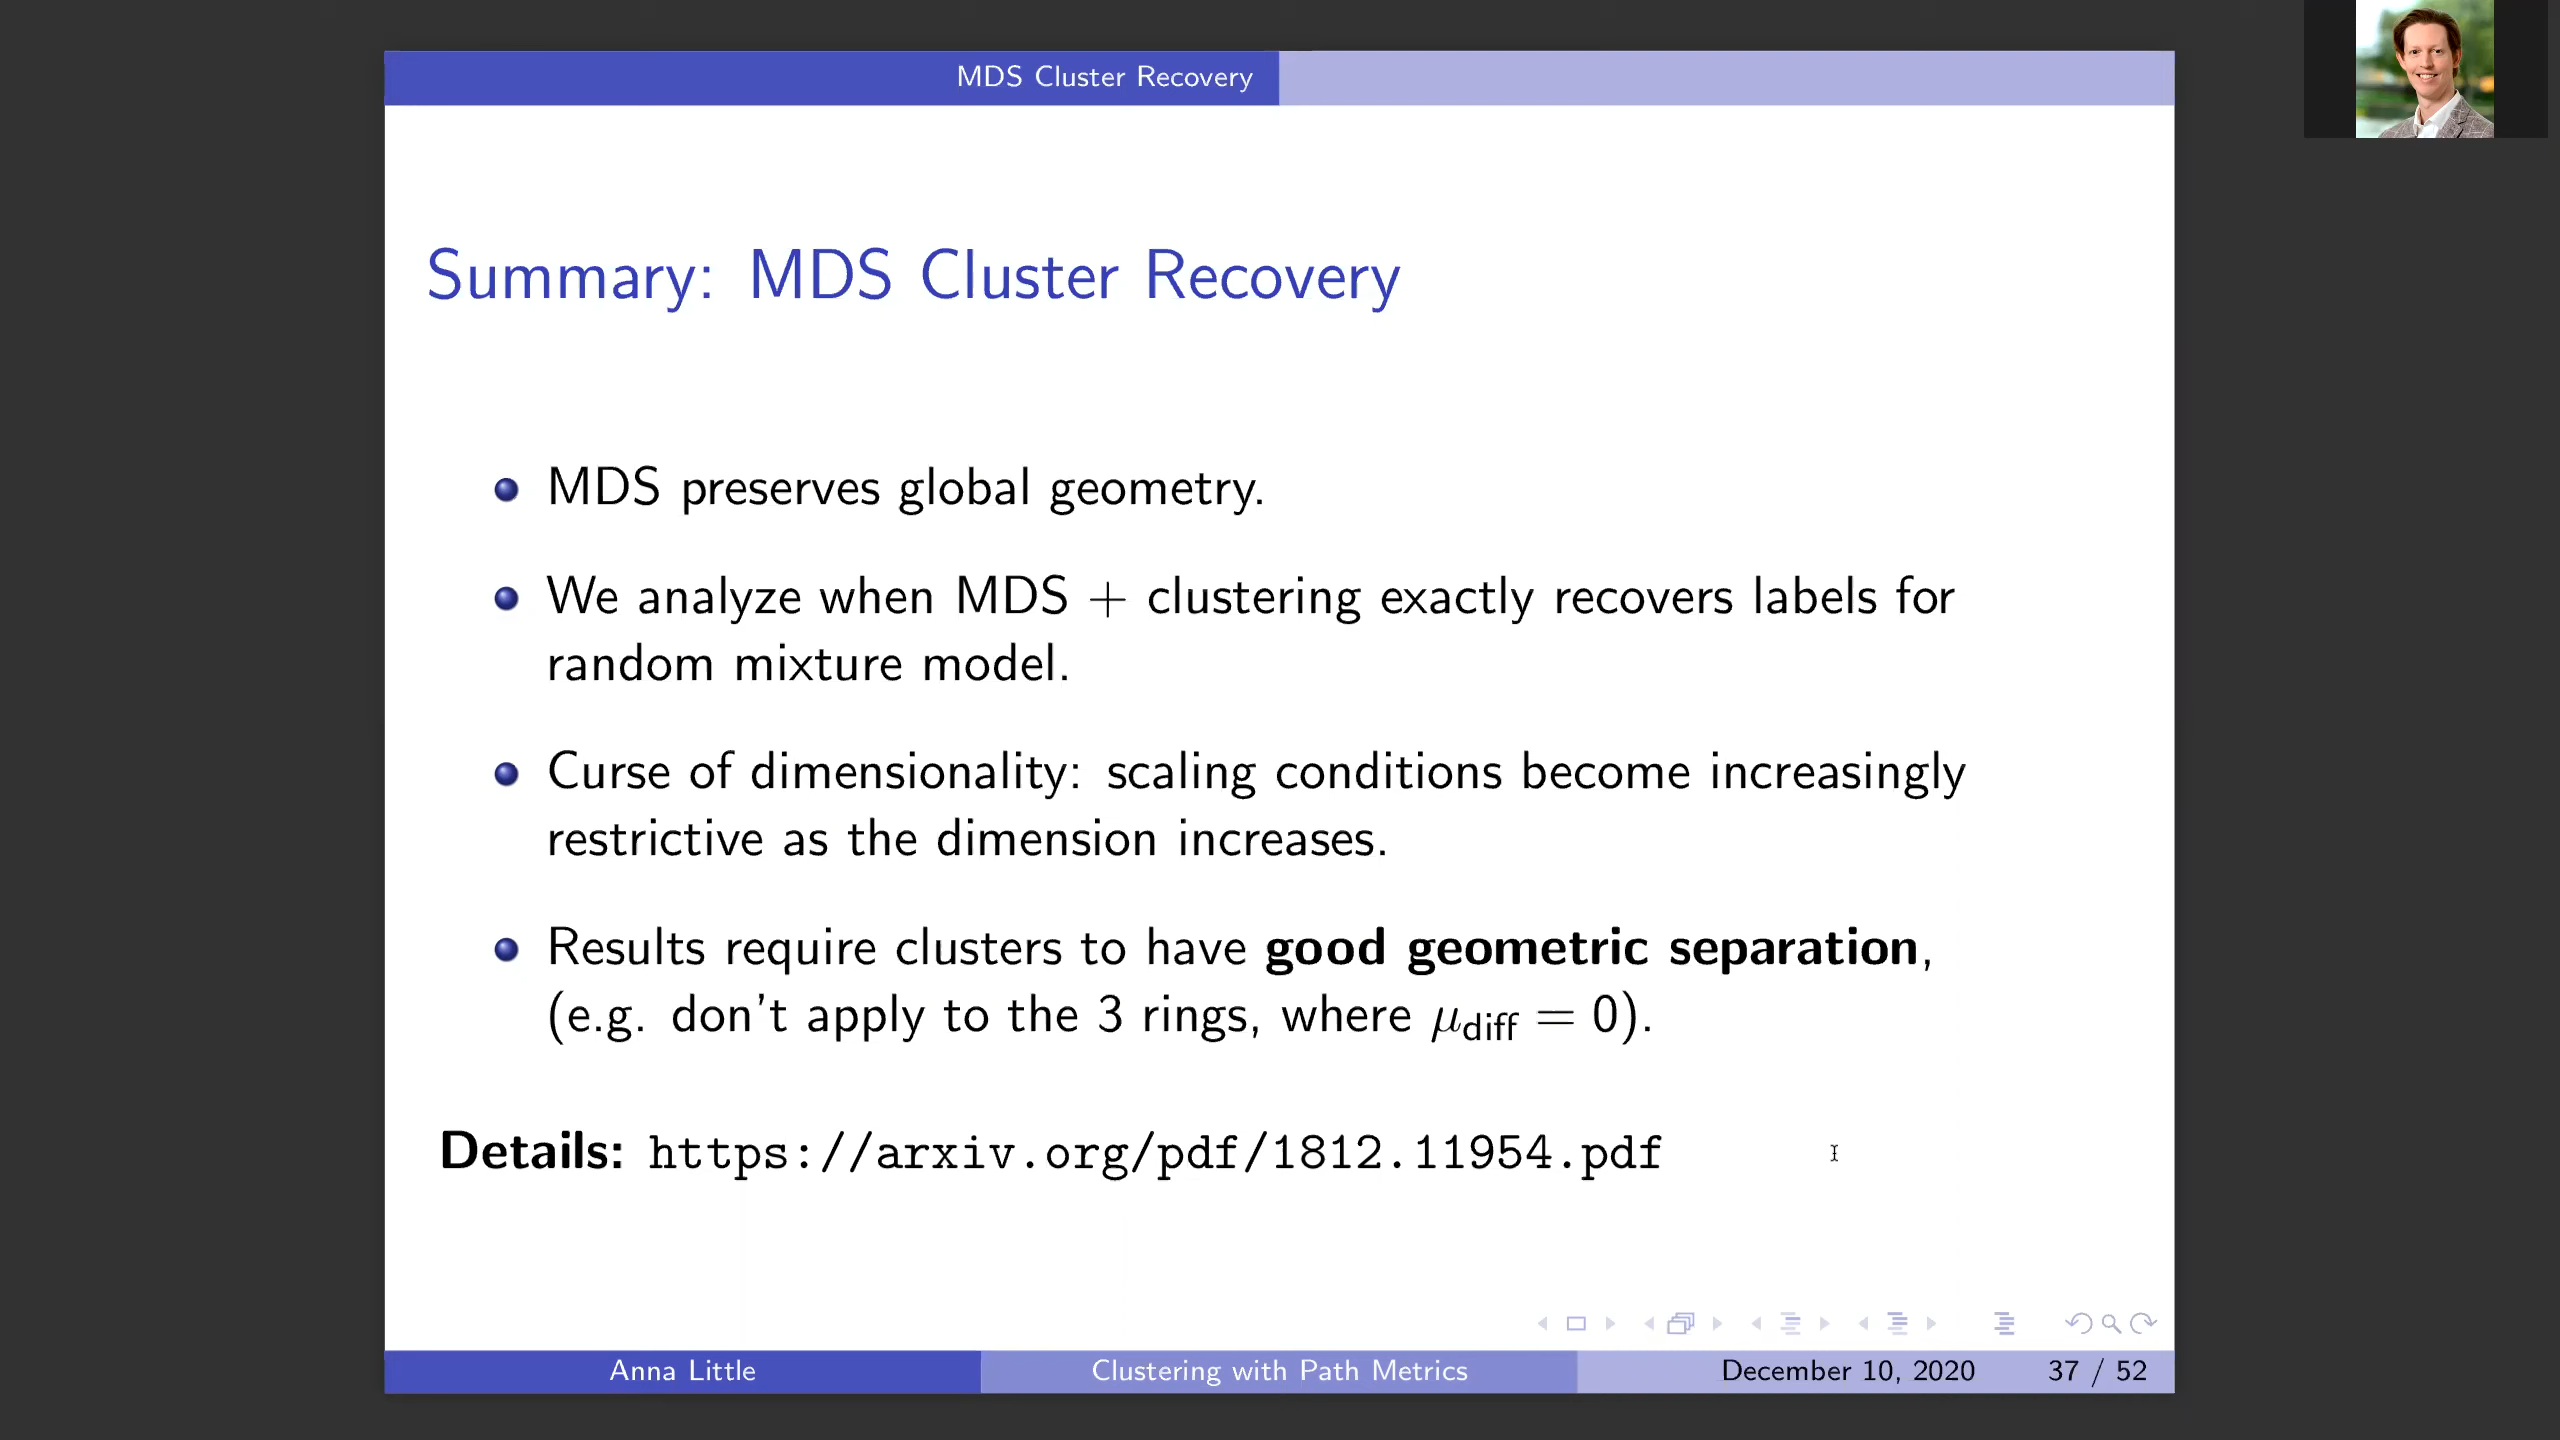 MDS Cluster Recovery
Summary: MDS Cluster Recovery
MDS preserves global geometry.
We analyze when MDS + clustering exactly recovers labels for
random mixture model.
Curse of dimensionality: scaling conditions become increasingly
restrictive as the dimension increases.
Results require clusters to have good geometric separation,
(e.g. don't apply to the 3 rings, where μdiff = 0).
Details: https://arxiv.org/pdf/1812.11954.pdf
Anna Little Clustering with Path Metrics December 10, 2020 37 / 52